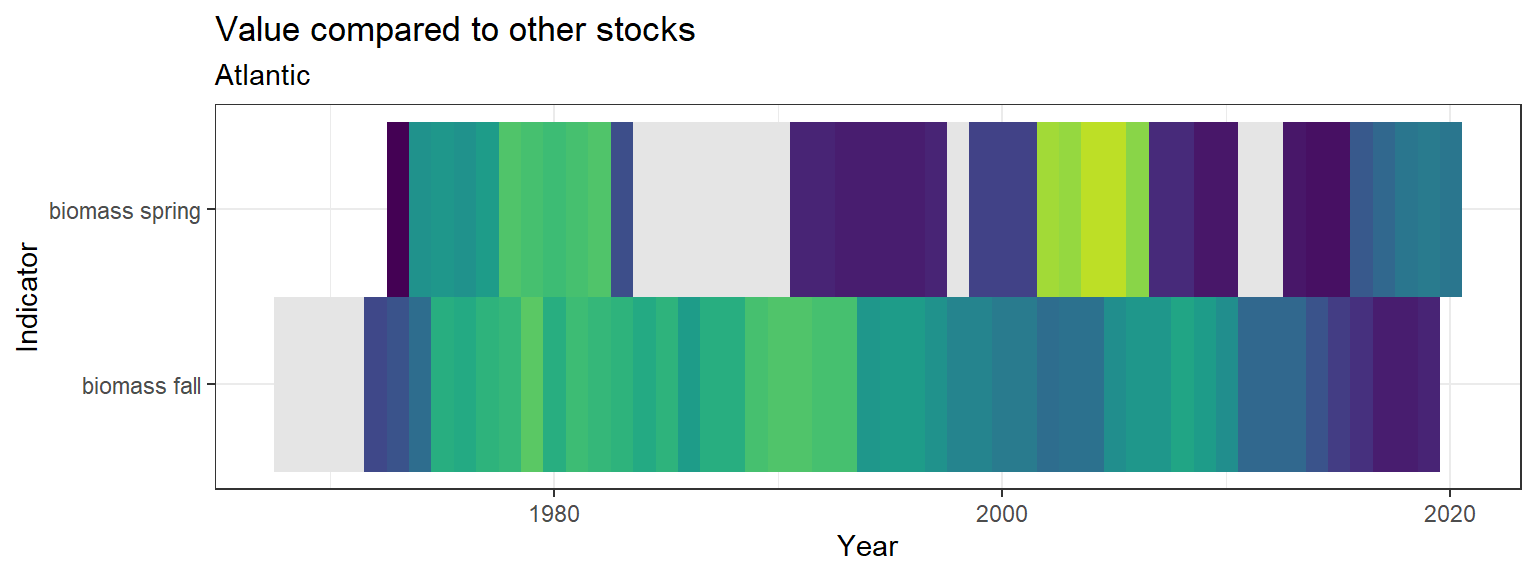 Value compared to other stocks
Atlantic
biomass spring
biomass fall
Indicator
1980
2000
2020
Year